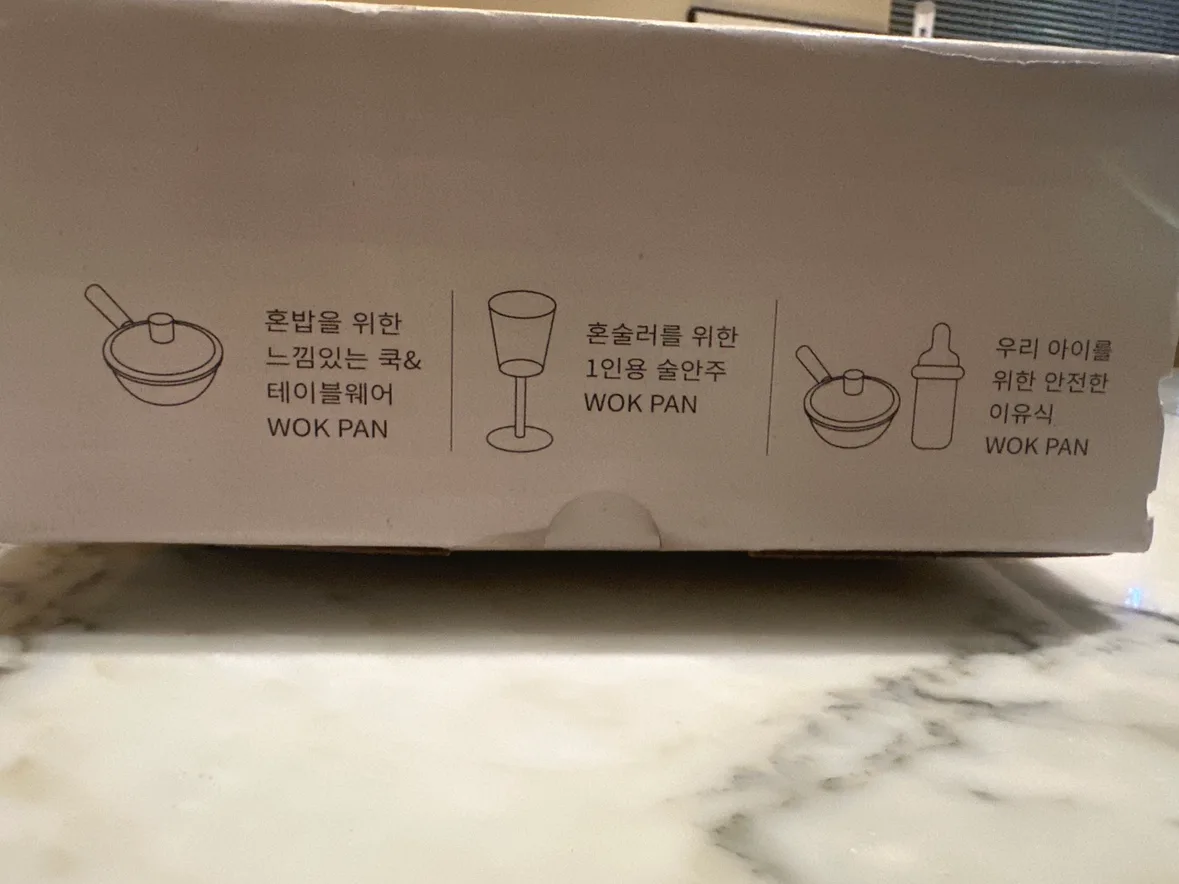 혼밥을 위한
느낌있는 쿡&
테이블웨어
WOK PAN
혼술러를 위한
1인용 술안주
WOK PAN
우리 아이를
위한 안전한
이유식
WOK PAN